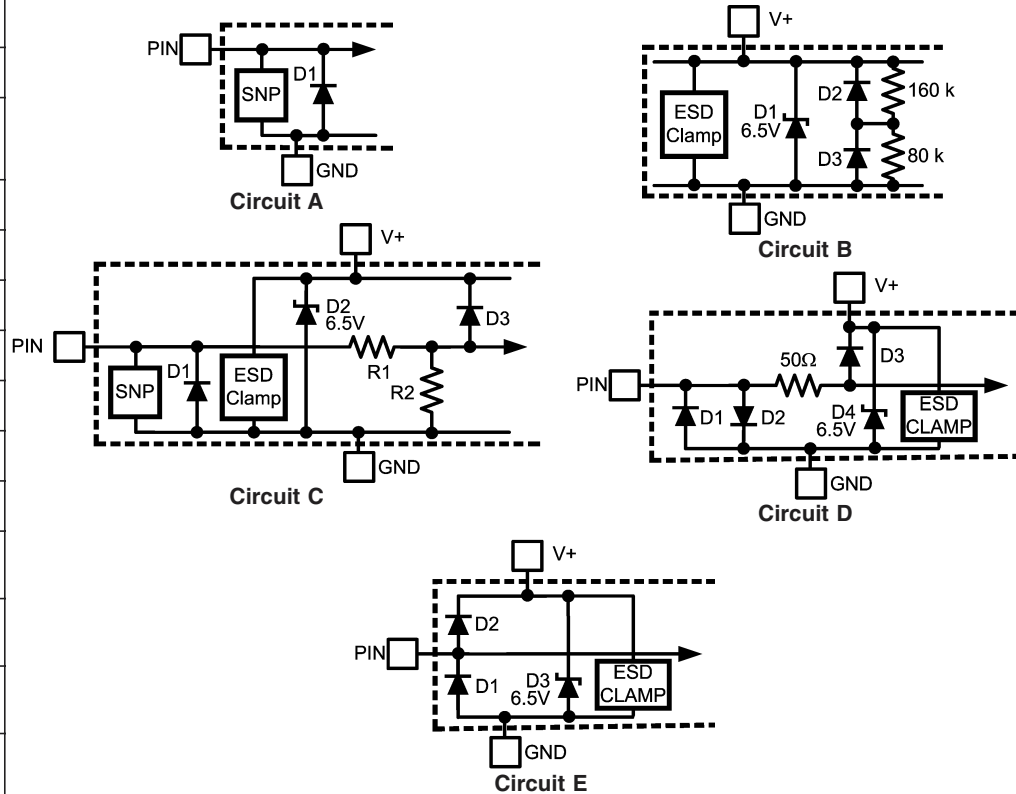 PIN
SNP
D1
GND
Circuit A
V+
ESD
Clamp
D1
6.5V
D2
D3
160 k
80 k
GND
Circuit B
V+
PIN
SNP
D1
ESD
Clamp
D2
6.5V
R1
R2
D3
GND
Circuit C
V+
PIN
D1
D2
50Ω
D3
D4
6.5V
ESD
CLAMP
GND
Circuit D
V+
PIN
D2
D1
D3
6.5V
ESD
CLAMP
GND
Circuit E